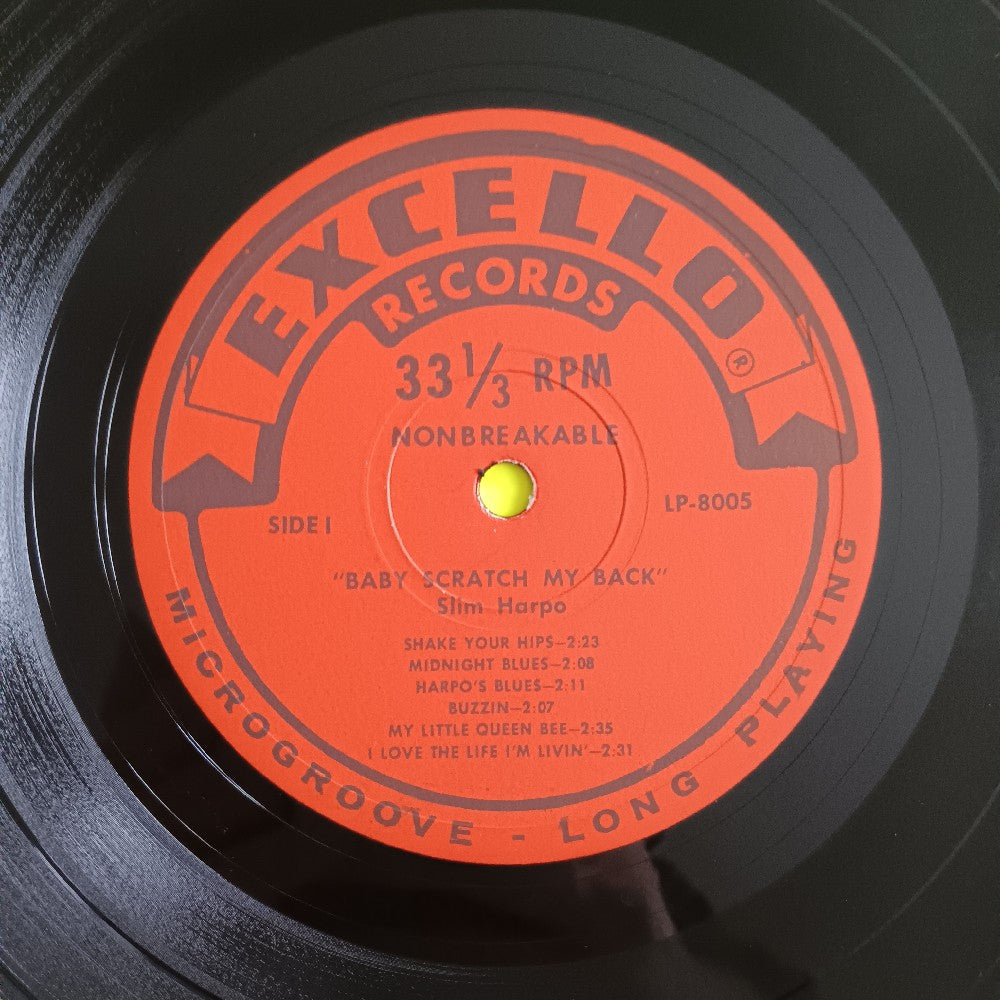 EXCELLO
®
RECORDS
33 1/3 RPM
NONBREAKABLE
SIDE I
LP-8005
"BABY SCRATCH MY BACK"
Slim Harpo
SHAKE YOUR HIPS—2:23
MIDNIGHT BLUES—2:08
HARPO'S BLUES—2:11
BUZZIN—2:07
MY LITTLE QUEEN BEE—2:35
I LOVE THE LIFE I'M LIVIN'—2:31
MICROGROOVE - LONG PLAYING